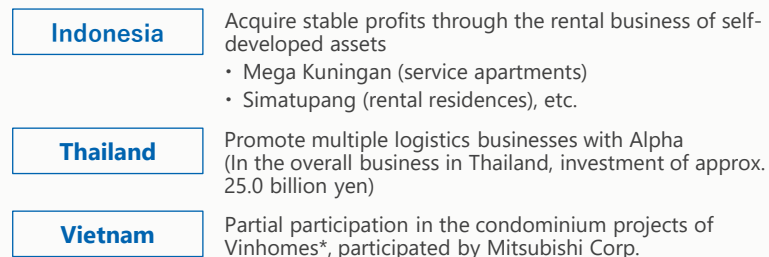 Indonesia
Acquire stable profits through the rental business of self-
developed assets
・Mega Kuningan (service apartments)
・Simatupang (rental residences), etc.
Thailand
Promote multiple logistics businesses with Alpha
(In the overall business in Thailand, investment of approx.
25.0 billion yen)
Vietnam
Partial participation in the condominium projects of
Vinhomes*, participated by Mitsubishi Corp.